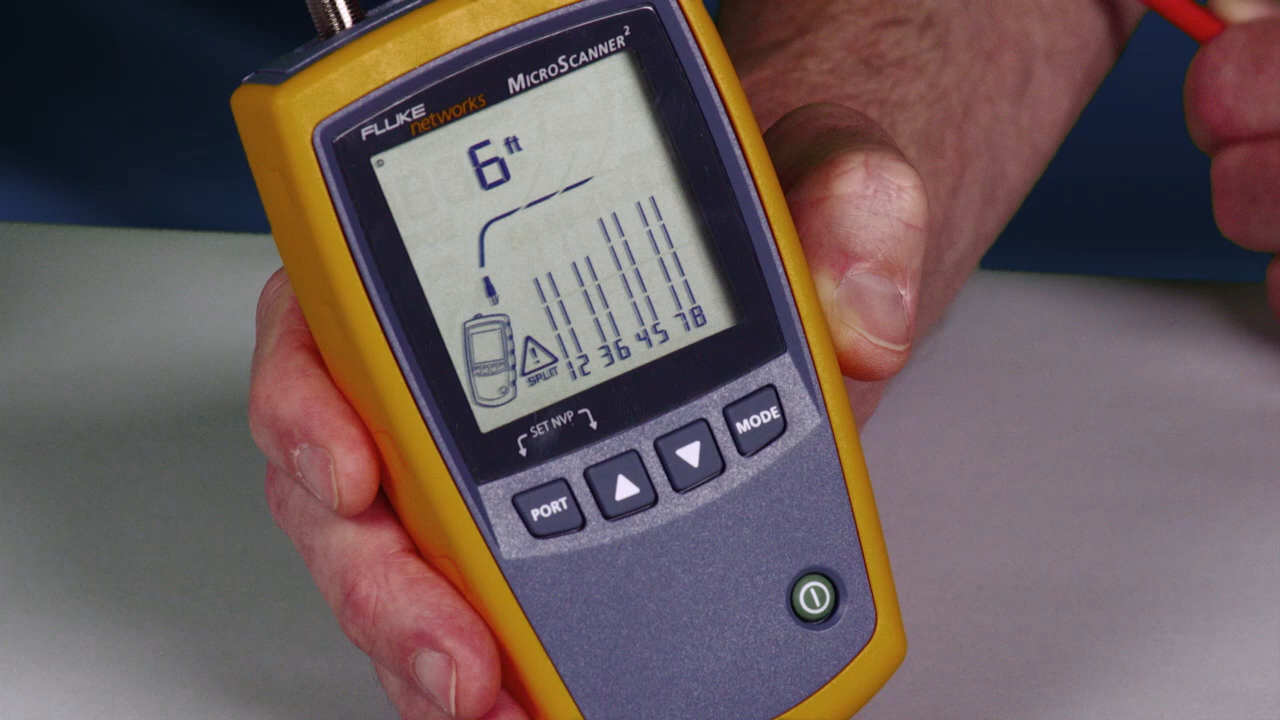 FLUKE networks MICROSCANNER²
6 ft
SPLIT 12 36 45 78
SET NVP
PORT MODE